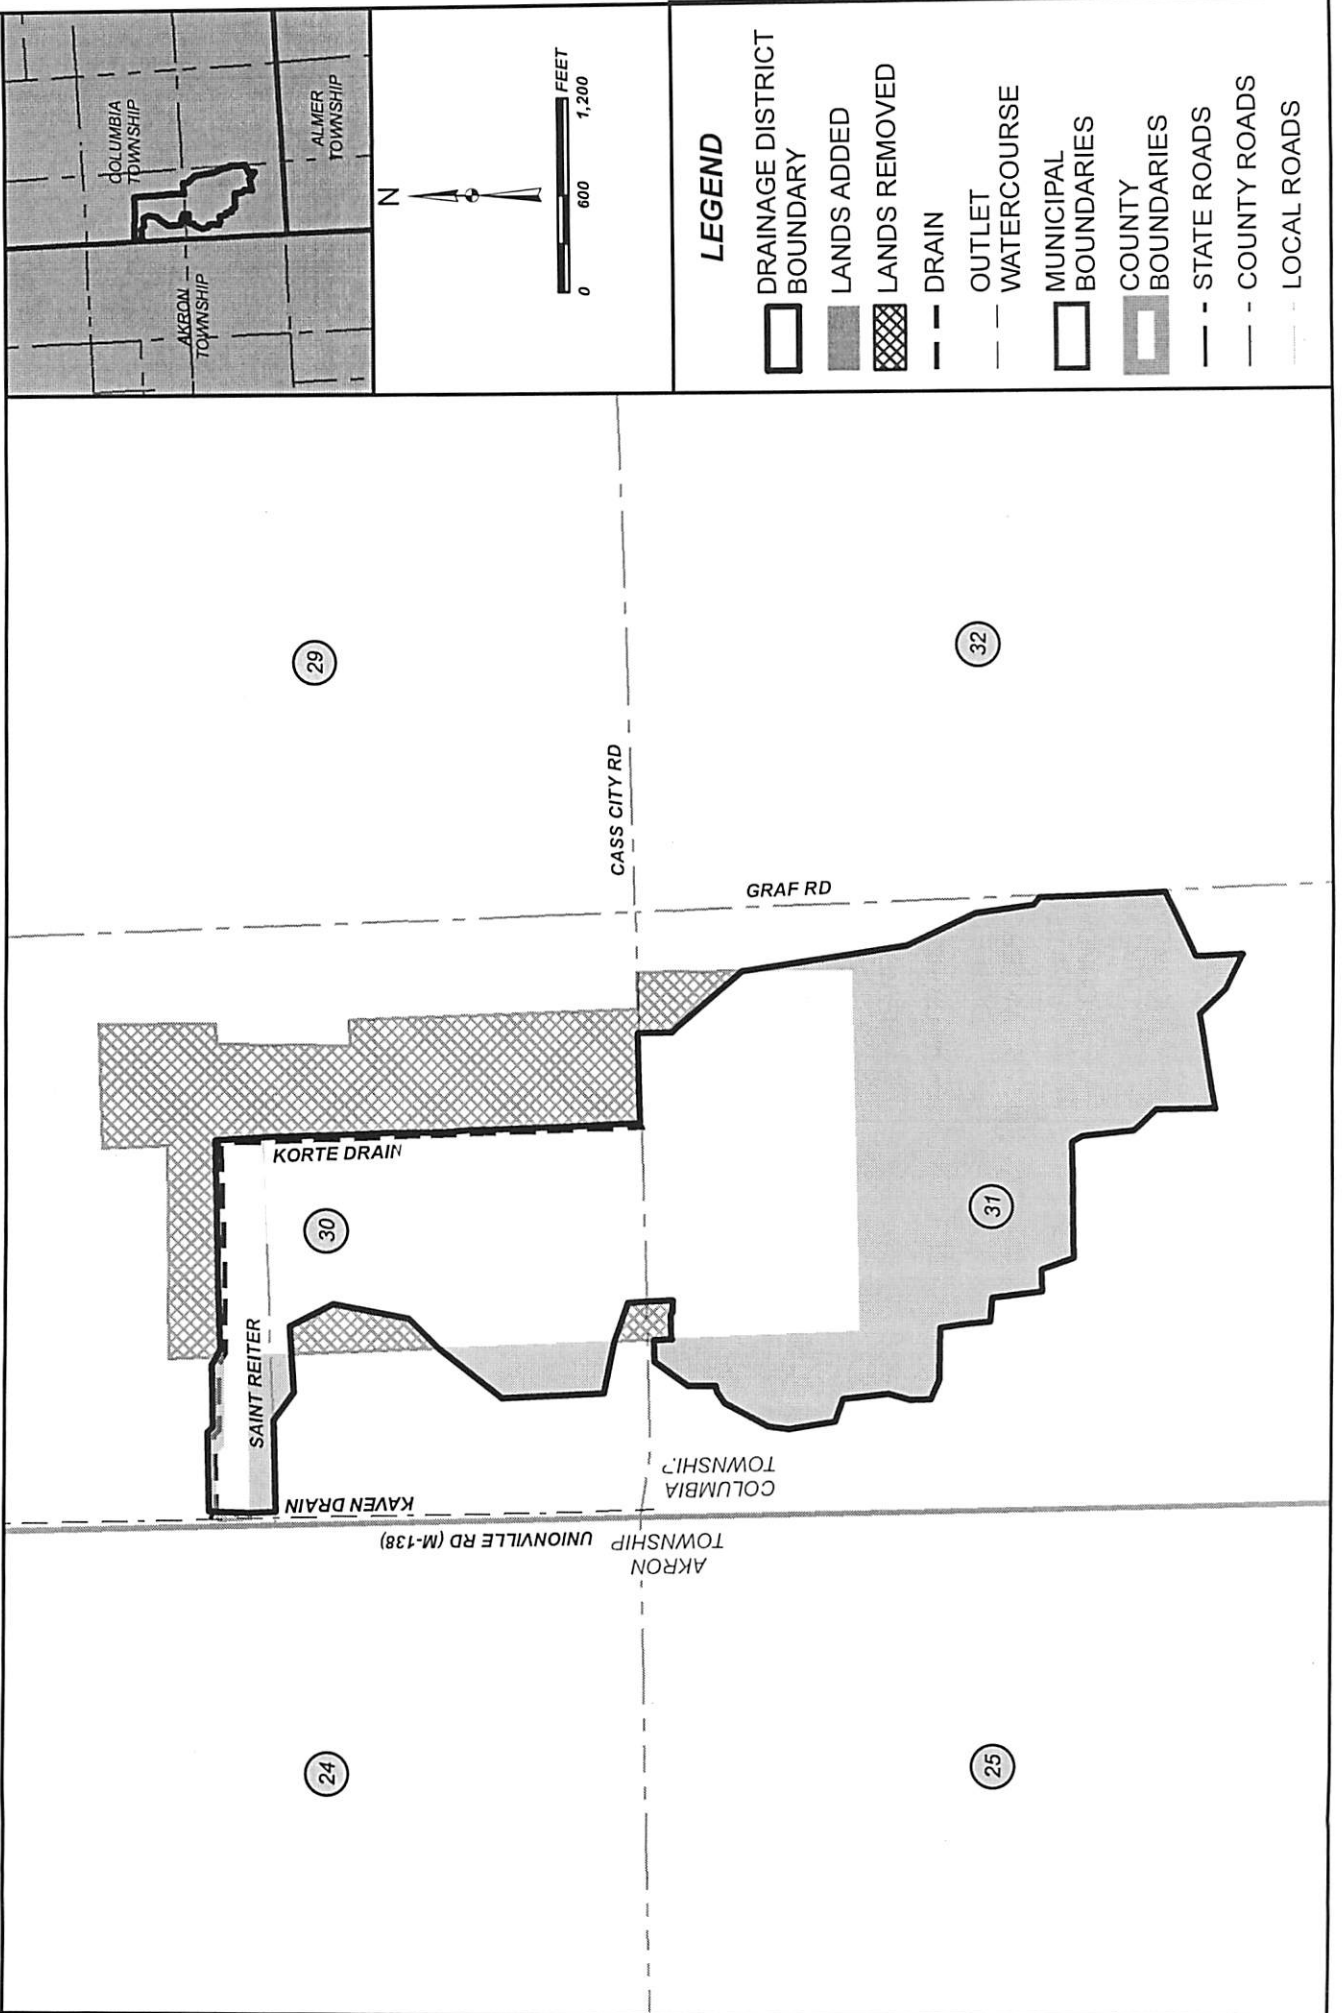 COLUMBIA
TOWNSHIP
AKRON
TOWNSHIP
ALMER
TOWNSHIP
N
0 600 1,200 FEET
LEGEND
DRAINAGE DISTRICT
BOUNDARY
LANDS ADDED
LANDS REMOVED
DRAIN
OUTLET
WATERCOURSE
MUNICIPAL
BOUNDARIES
COUNTY
BOUNDARIES
STATE ROADS
COUNTY ROADS
LOCAL ROADS
29
32
CASS CITY RD
GRAF RD
KORTE DRAIN
30
31
SAINT REITER
KAVEN DRAIN
UNIONVILLE RD (M-138)
COLUMBIA
TOWNSHIP
AKRON
TOWNSHIP
24
25